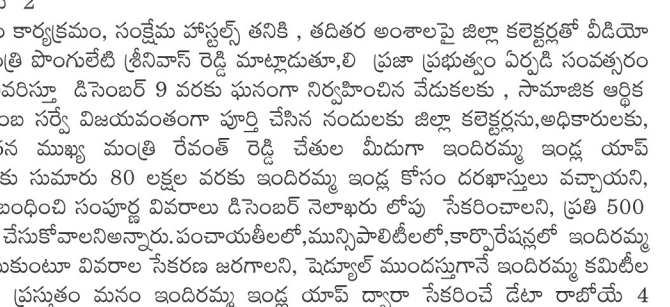 2
కార్యక్రమం, సంక్షేమ హాస్టల్స్ తనికి , తదితర అంశాలపై జిల్లా కలెక్టర్లతో వీడియో
త్రి పొంగులేటి శ్రీనివాస్ రెడ్డి మాట్లాడుతూ,లి ప్రజా ప్రభుత్వం ఏర్పడి సంవత్సరం
వరిస్తూ డిసెంబర్ 9 వరకు ఘనంగా నిర్వహించిన వేడుకలకు , సామాజిక ఆర్థిక
ంబ సర్వే విజయవంతంగా పూర్తి చేసిన నందులకు జిల్లా కలెక్టర్లను,అధికారులకు,
న ముఖ్య మంత్రి రేవంత్ రెడ్డి చేతుల మీదుగా ఇందిరమ్మ ఇండ్ల యాప్
కు సుమారు 80 లక్షల వరకు ఇందిరమ్మ ఇండ్ల కోసం దరఖాస్తులు వచ్చాయని,
బంధించి సంపూర్ణ వివరాలు డిసెంబర్ నెలాఖరు లోపు సేకరించాలని, ప్రతి 500
చేసుకోవాలనిఅన్నారు.పంచాయతీలలో,మున్సిపాలిటీలలో,కార్పొరేషన్లలో ఇందిరమ్మ
ుకుంటూ వివరాల సేకరణ జరగాలని, షెడ్యూల్ ముందస్తుగానే ఇందిరమ్మ కమిటీల
ప్రస్తుతం మనం ఇందిరమ్మ ఇండ్ల యాప్ ద్వారా సేకరించే డేటా రాబోయే 4